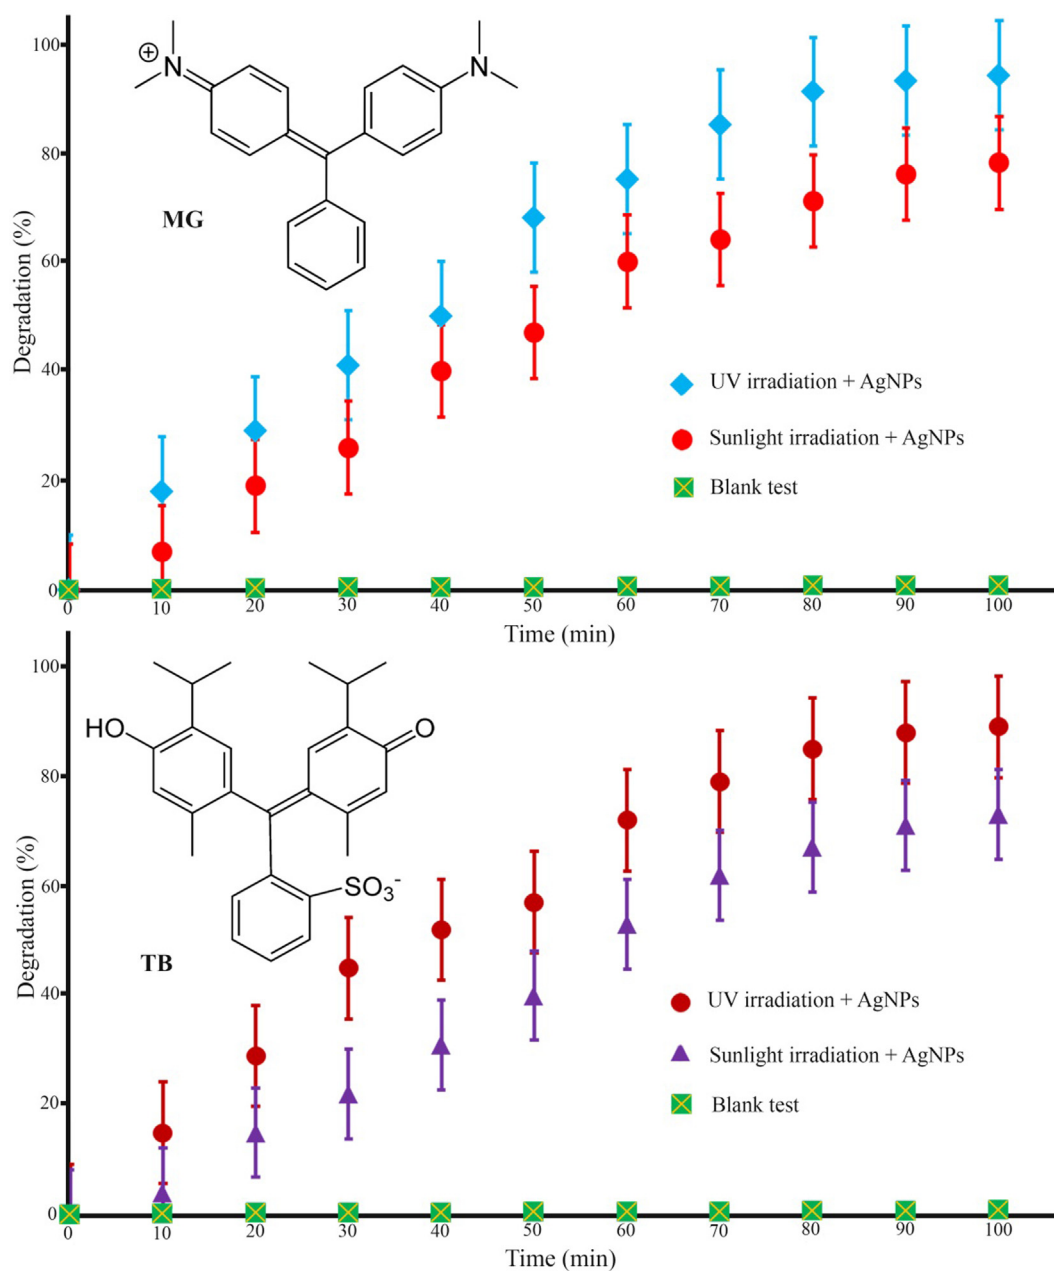 100
80
60
40
20
0
Degradation (%)
⊕
N
N
MG
UV irradiation + AgNPs
Sunlight irradiation + AgNPs
Blank test
0 10 20 30 40 50 60 70 80 90 100
Time (min)
100
80
60
40
20
0
Degradation (%)
HO
O
SO3-
TB
UV irradiation + AgNPs
Sunlight irradiation + AgNPs
Blank test
0 10 20 30 40 50 60 70 80 90 100
Time (min)